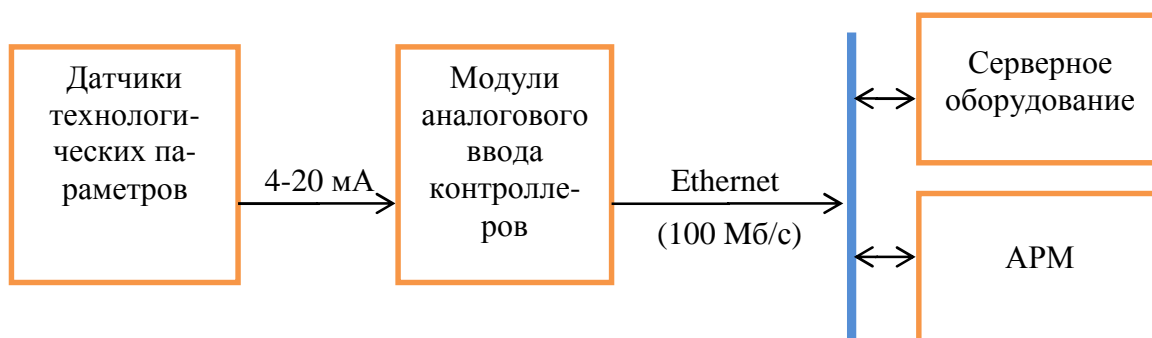 Датчики
технологи-
ческих па-
раметров
4-20 мА
Модули
аналогового
ввода
контролле-
ров
Ethernet
(100 Мб/с)
Серверное
оборудование
АРМ